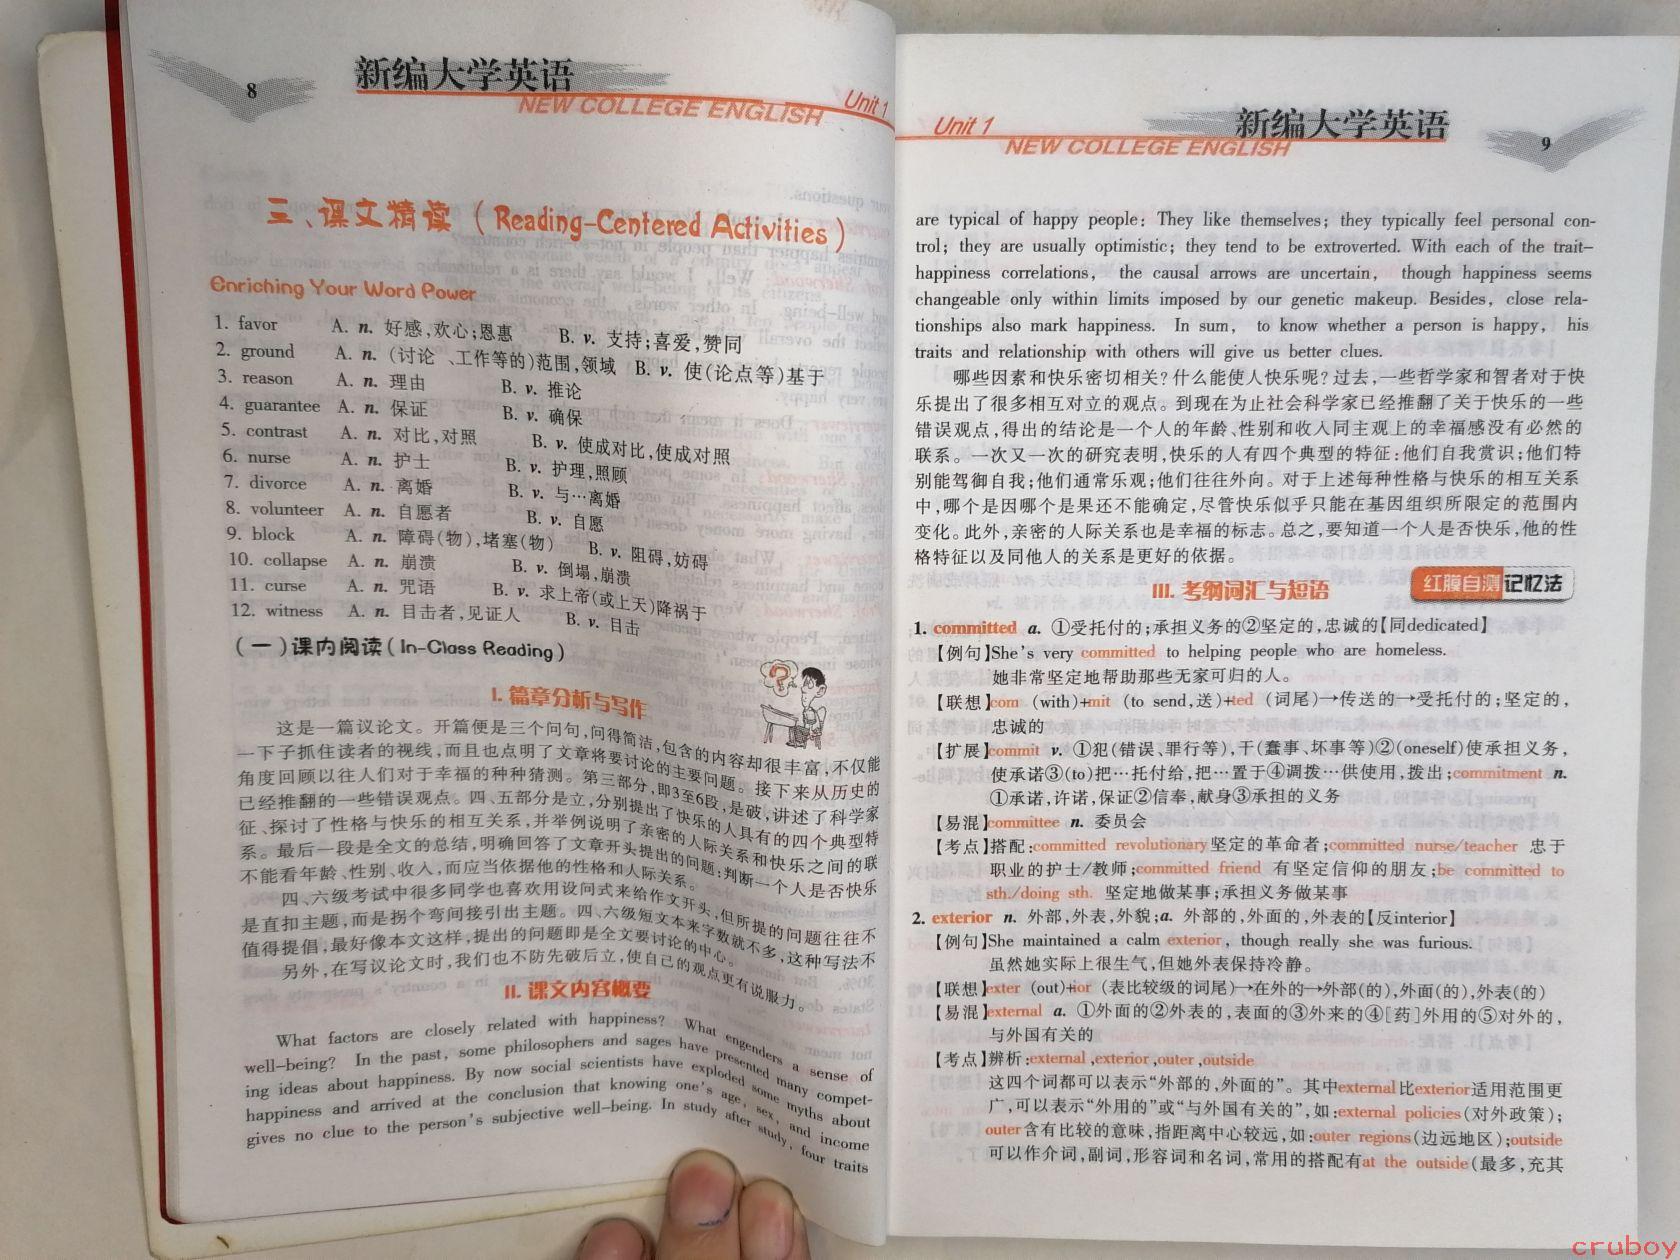 8
新编大学英语
NEW COLLEGE ENGLISH
Unit 1
三、课文精读（Reading-Centered Activities）
Enriching Your Word Power
1. favor A. n. 好感,欢心;恩惠 B. v. 支持;喜爱,赞同
2. ground A. n. (讨论、工作等的)范围,领域 B. v. 使(论点等)基于
3. reason A. n. 理由 B. v. 推论
4. guarantee A. n. 保证 B. v. 确保
5. contrast A. n. 对比,对照 B. v. 使成对比,使成对照
6. nurse A. n. 护士 B. v. 护理,照顾
7. divorce A. n. 离婚 B. v. 与…离婚
8. volunteer A. n. 自愿者 B. v. 自愿
9. block A. n. 障碍(物),堵塞(物) B. v. 阻碍,妨碍
10. collapse A. n. 崩溃 B. v. 倒塌,崩溃
11. curse A. n. 咒语 B. v. 求上帝(或上天)降祸于
12. witness A. n. 目击者,见证人 B. v. 目击
(一)课内阅读(In-Class Reading)
I. 篇章分析与写作
这是一篇议论文。开篇便是三个问句,问得简洁,包含的内容却很丰富,不仅能
一下子抓住读者的视线,而且也点明了文章将要讨论的主要问题。接下来从历史的
角度回顾以往人们对于幸福的种种猜测。第三部分,即3至6段,是破,讲述了科学家
已经推翻的一些错误观点。四、五部分是立,分别提出了快乐的人具有的四个典型特
征、探讨了性格与快乐的相互关系,并举例说明了亲密的人际关系和快乐之间的联
系。最后一段是全文的总结,明确回答了文章开头提出的问题;判断一个人是否快乐
不能看年龄、性别、收入,而应当依据他的性格和人际关系。
四、六级考试中很多同学也喜欢用设问式来给作文开头,但所提的问题往往不
是直扣主题,而是拐个弯间接引出主题。四、六级短文本来字数就不多,这种写法不
值得提倡,最好像本文这样,提出的问题即是全文要讨论的中心。
另外,在写议论文时,我们也不防先破后立,使自己的观点更有说服力。
II. 课文内容概要
What factors are closely related with happiness? What engenders a sense of
well-being? In the past, some philosophers and sages have presented many compet-
ing ideas about happiness. By now social scientists have exploded some myths about
happiness and arrived at the conclusion that knowing one's age, sex, and income
gives no clue to the person's subjective well-being. In study after study, four traits
Unit 1
新编大学英语
NEW COLLEGE ENGLISH
9
are typical of happy people: They like themselves; they typically feel personal con-
trol; they are usually optimistic; they tend to be extroverted. With each of the trait-
happiness correlations, the causal arrows are uncertain, though happiness seems
changeable only within limits imposed by our genetic makeup. Besides, close rela-
tionships also mark happiness. In sum, to know whether a person is happy, his
traits and relationship with others will give us better clues.
哪些因素和快乐密切相关?什么能使人快乐呢?过去,一些哲学家和智者对于快
乐提出了很多相互对立的观点。到现在为止社会科学家已经推翻了关于快乐的一些
错误观点,得出的结论是一个人的年龄、性别和收入同主观上的幸福感没有必然的
联系。一次又一次的研究表明,快乐的人有四个典型的特征:他们自我赏识;他们特
别能驾御自我;他们通常乐观;他们往往外向。对于上述每种性格与快乐的相互关系
中,哪个是因哪个是果还不能确定,尽管快乐似乎只能在基因组织所限定的范围内
变化。此外,亲密的人际关系也是幸福的标志。总之,要知道一个人是否快乐,他的性
格特征以及同他人的关系是更好的依据。
III. 考纲词汇与短语 红膜自测记忆法
1. committed a. ①受托付的;承担义务的②坚定的,忠诚的【同dedicated】
【例句】She's very committed to helping people who are homeless.
她非常坚定地帮助那些无家可归的人。
【联想】com (with)+mit (to send,送)+ted (词尾)→传送的→受托付的;坚定的,
忠诚的
【扩展】commit v. ①犯(错误、罪行等),干(蠢事、坏事等)②(oneself)使承担义务,
使承诺③(to)把…托付给,把…置于④调拨…供使用,拨出;commitment n.
①承诺,许诺,保证②信奉,献身③承担的义务
【易混】committee n. 委员会
【考点】搭配:committed revolutionary坚定的革命者;committed nurse/teacher 忠于
职业的护士/教师;committed friend 有坚定信仰的朋友;be committed to
sth./doing sth. 坚定地做某事;承担义务做某事
2. exterior n. 外部,外表,外貌;a. 外部的,外面的,外表的【反interior】
【例句】She maintained a calm exterior, though really she was furious.
虽然她实际上很生气,但她外表保持冷静。
【联想】exter (out)+ior (表比较级的词尾)→在外的→外部(的),外面(的),外表(的)
【易混】external a. ①外面的②外表的,表面的③外来的④[药]外用的⑤对外的,
与外国有关的
【考点】辨析:external,exterior,outer,outside
这四个词都可以表示“外部的,外面的”。其中external比exterior适用范围更
广,可以表示“外用的”或“与外国有关的”,如:external policies(对外政策);
outer含有比较的意味,指距离中心较远,如:outer regions(边远地区);outside
可以作介词,副词,形容词和名词,常用的搭配有at the outside(最多,充其
cruboy